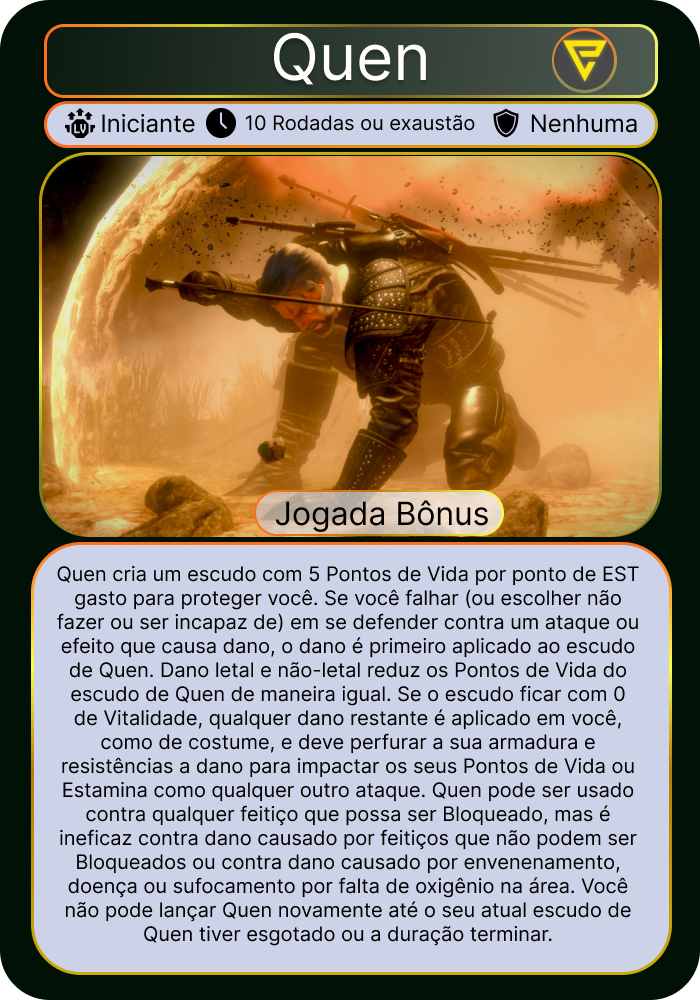 Quen
LV Iniciante 10 Rodadas ou exaustão Nenhuma
Jogada Bônus
Quen cria um escudo com 5 Pontos de Vida por ponto de EST
gasto para proteger você. Se você falhar (ou escolher não
fazer ou ser incapaz de) em se defender contra um ataque ou
efeito que causa dano, o dano é primeiro aplicado ao escudo
de Quen. Dano letal e não-letal reduz os Pontos de Vida do
escudo de Quen de maneira igual. Se o escudo ficar com 0
de Vitalidade, qualquer dano restante é aplicado em você,
como de costume, e deve perfurar a sua armadura e
resistências a dano para impactar os seus Pontos de Vida ou
Estamina como qualquer outro ataque. Quen pode ser usado
contra qualquer feitiço que possa ser Bloqueado, mas é
ineficaz contra dano causado por feitiços que não podem ser
Bloqueados ou contra dano causado por envenenamento,
doença ou sufocamento por falta de oxigênio na área. Você
não pode lançar Quen novamente até o seu atual escudo de
Quen tiver esgotado ou a duração terminar.